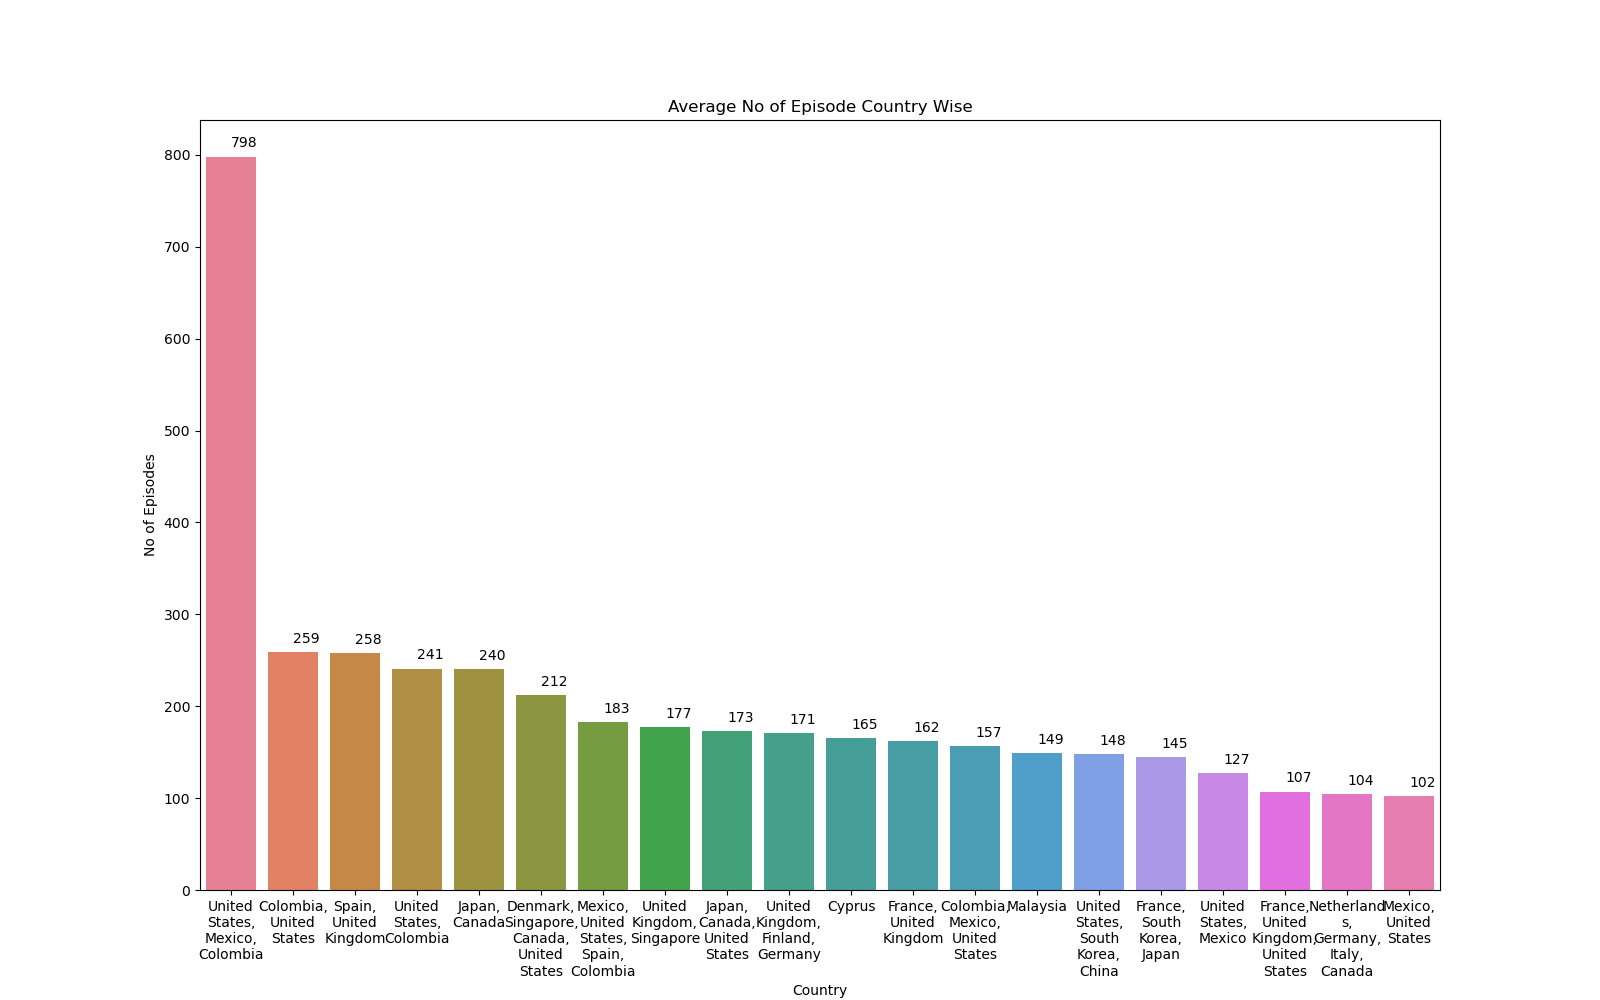 Average No of Episode Country Wise
No of Episodes
800
700
600
500
400
300
200
100
0
798
259
258
241
240
212
183
177
173
171
165
162
157
149
148
145
127
107
104
102
United
States,
Mexico,
Colombia
Colombia,
United
States
Spain,
United
Kingdom
United
States,
Colombia
Japan,
Canada
Denmark,
Singapore,
Canada,
United
States
Mexico,
United
States,
Spain,
Colombia
United
Kingdom,
Singapore
Japan,
Canada,
United
States
United
Kingdom,
Finland,
Germany
Cyprus
France,
United
Kingdom
Colombia,
Mexico,
United
States
Malaysia
United
States,
South
Korea,
China
France,
South
Korea,
Japan
United
States,
Mexico
France,
United
Kingdom,
United
States
Netherland
s,
Germany,
Italy,
Canada
Mexico,
United
States
Country